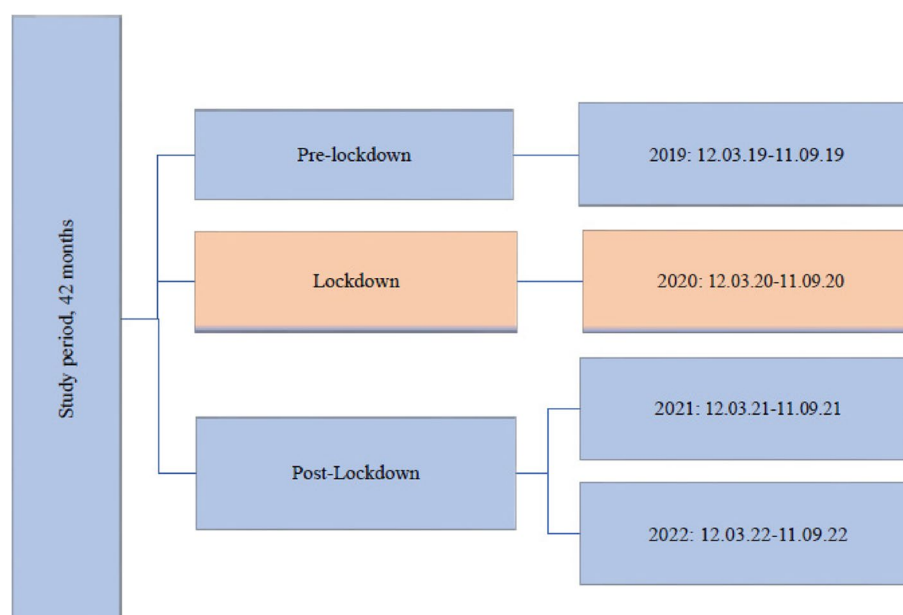 Study period, 42 months
Pre-lockdown
2019: 12.03.19-11.09.19
Lockdown
2020: 12.03.20-11.09.20
Post-Lockdown
2021: 12.03.21-11.09.21
2022: 12.03.22-11.09.22